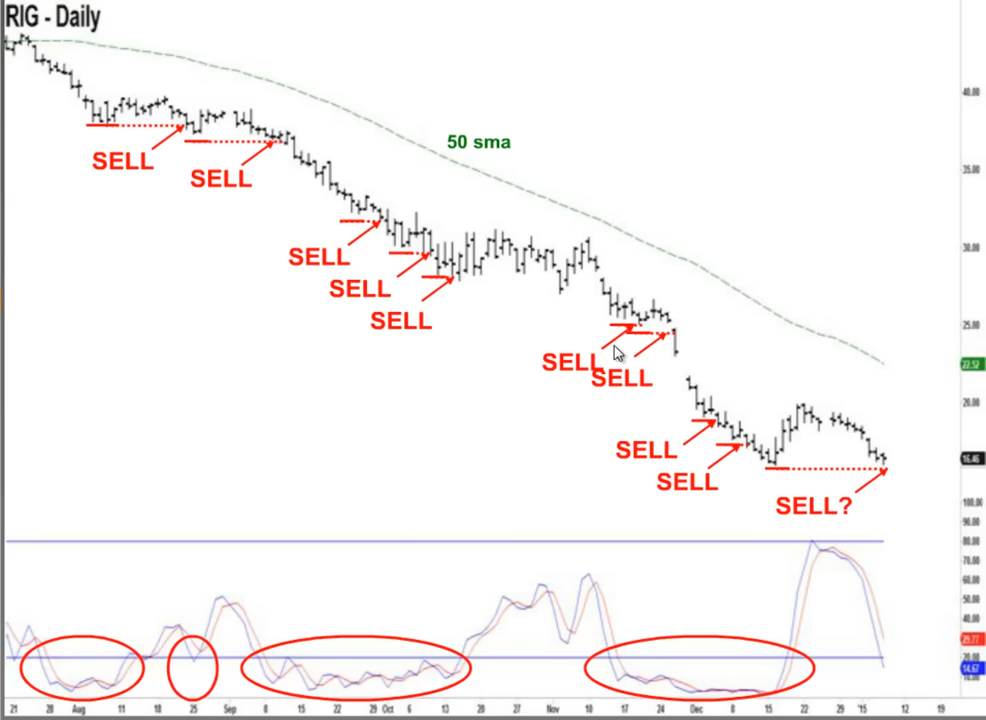 RIG - Daily
40.00
50 sma
SELL
35.00
SELL
30.00
SELL
SELL
SELL
25.00
SELL
SELL
22.52
20.00
SELL
SELL
16.46
SELL?
100.00
90.00
80.00
70.00
60.00
50.00
40.00
29.77
20.00
14.67
10.00
21 28 Aug 11 18 25 Sep 8 15 22 29 Oct 6 13 20 27 Nov 10 17 24 Dec 8 15 22 29 '15 12 19